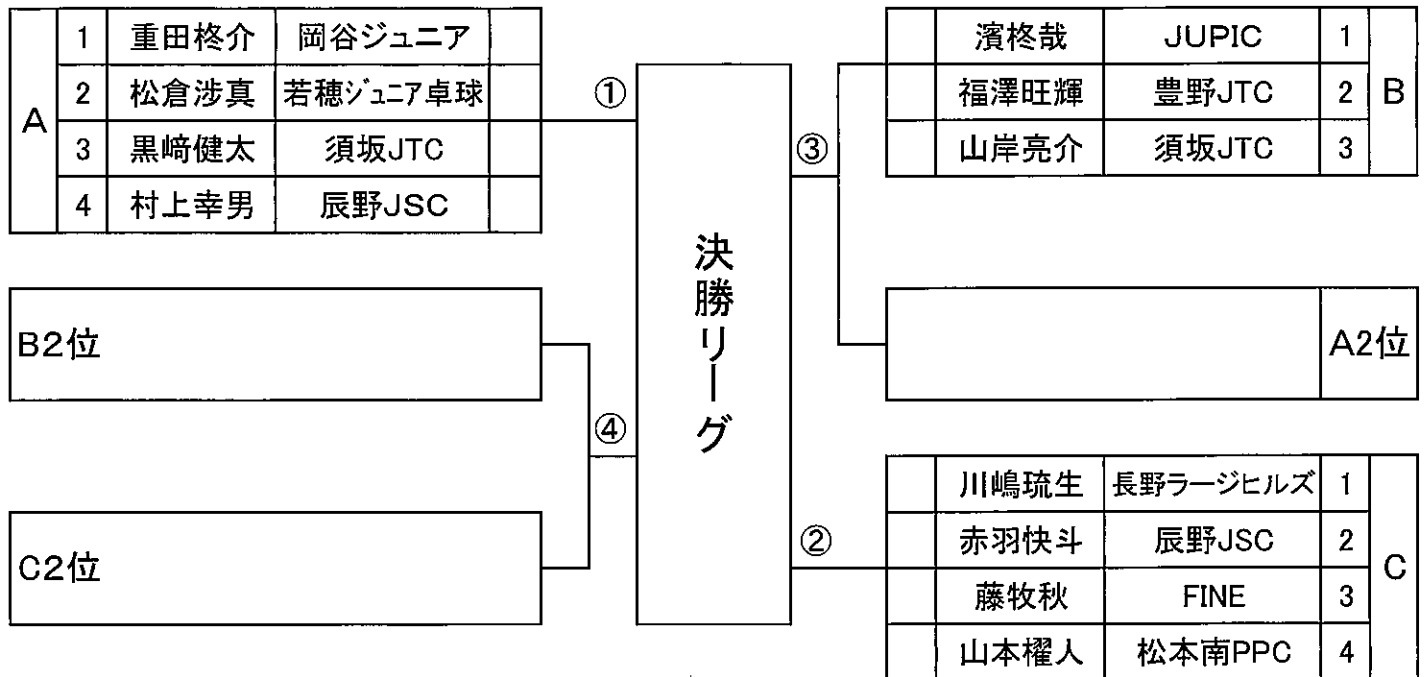 A
1 重田柊介 岡谷ジュニア
2 松倉渉真 若穂ジュニア卓球
3 黒﨑健太 須坂JTC
4 村上幸男 辰野JSC
①
B2位
④
C2位
決勝リーグ
③
濱柊哉 JUPIC 1
福澤旺輝 豊野JTC 2
山岸亮介 須坂JTC 3
B
A2位
②
川嶋琉生 長野ラージヒルズ 1
赤羽快斗 辰野JSC 2
藤牧秋 FINE 3
山本櫂人 松本南PPC 4
C